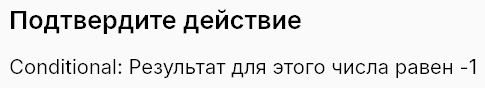 Подтвердите действие
Conditional: Результат для этого числа равен -1